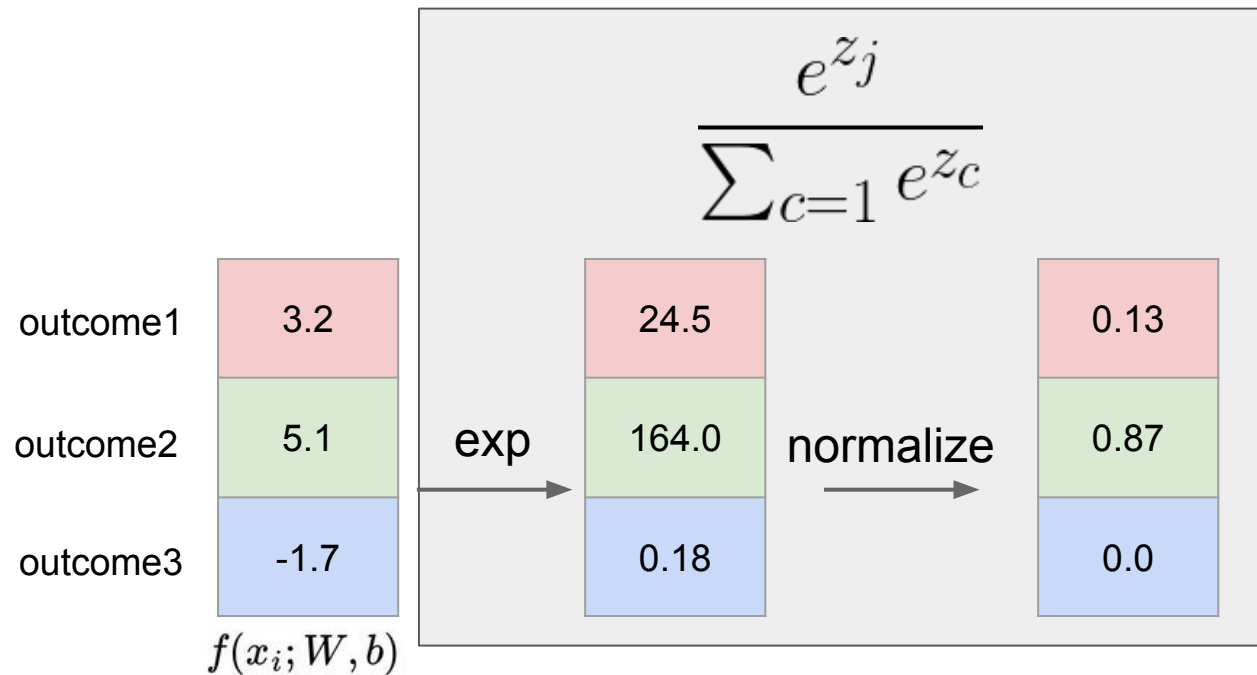 e^{z_j}
∑_{c=1} e^{z_c}
outcome1 3.2 24.5 0.13
outcome2 5.1 exp 164.0 normalize 0.87
outcome3 -1.7 0.18 0.0
f(x_i; W, b)